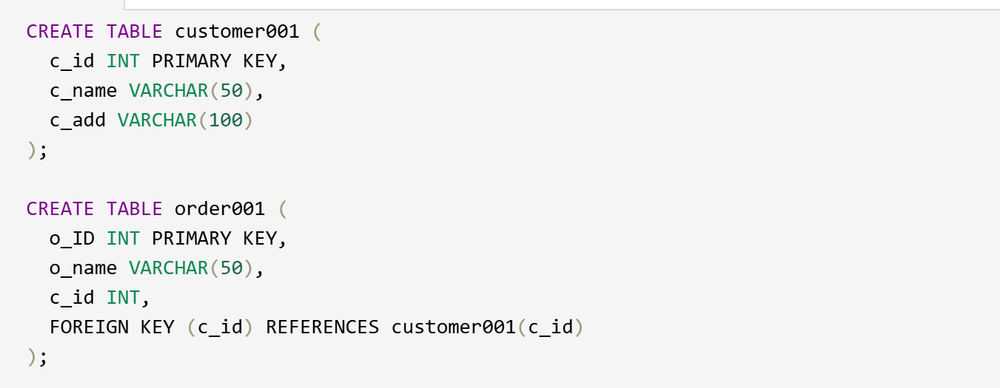 CREATE TABLE customer001 (
  c_id INT PRIMARY KEY,
  c_name VARCHAR(50),
  c_add VARCHAR(100)
);

CREATE TABLE order001 (
  o_ID INT PRIMARY KEY,
  o_name VARCHAR(50),
  c_id INT,
  FOREIGN KEY (c_id) REFERENCES customer001(c_id)
);